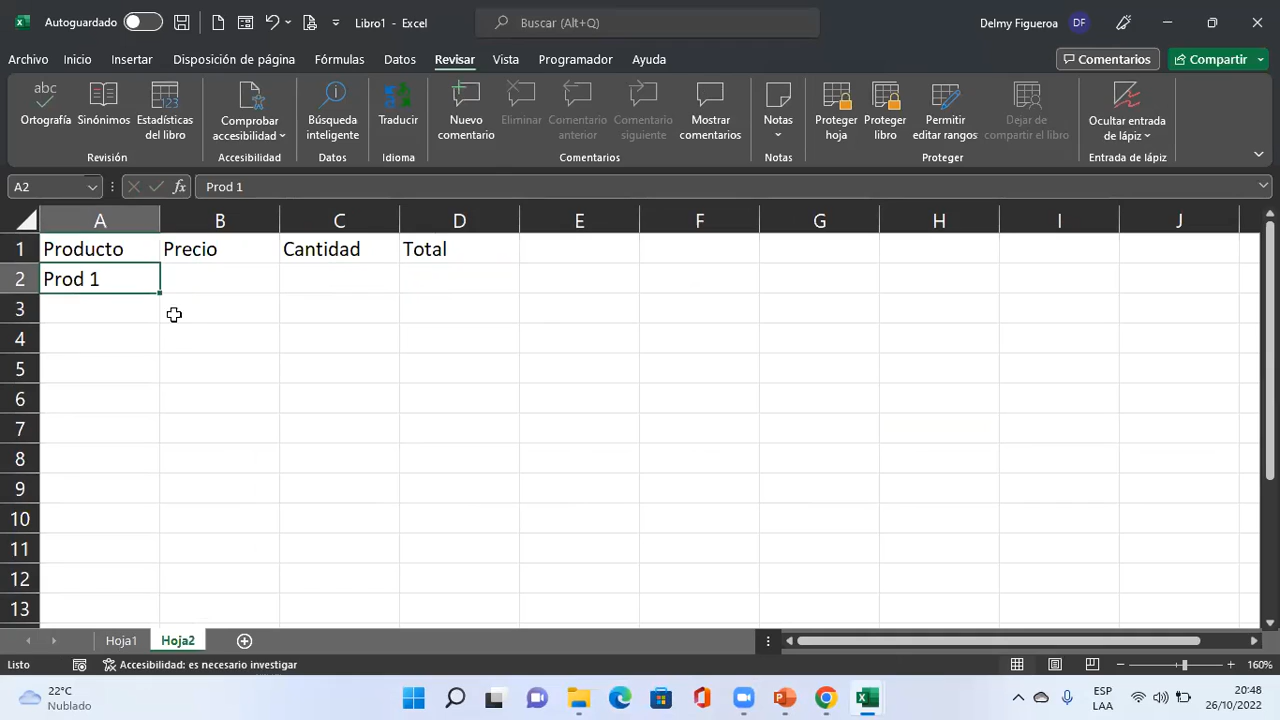 Autoguardado
Libro1 - Excel
Buscar (Alt+Q)
Delmy Figueroa
DF
Archivo Inicio Insertar Disposición de página Fórmulas Datos Revisar Vista Programador Ayuda
Comentarios
Compartir
abc
Ortografía
Sinónimos
123
Estadísticas
del libro
Revisión
Comprobar
accesibilidad
Accesibilidad
Búsqueda
inteligente
Datos
Traducir
Idioma
Nuevo
comentario
Eliminar
Comentario
anterior
Comentario
siguiente
Mostrar
comentarios
Comentarios
Notas
Notas
Proteger
hoja
Proteger
libro
Permitir
editar rangos
Dejar de
compartir el libro
Proteger
Ocultar entrada
de lápiz
Entrada de lápiz
A2
fx
Prod 1
A B C D E F G H I J
1 Producto Precio Cantidad Total
2 Prod 1
3
4
5
6
7
8
9
10
11
12
13
Hoja1 Hoja2
Listo
Accesibilidad: es necesario investigar
160%
22°C
Nublado
ESP
LAA
20:48
26/10/2022